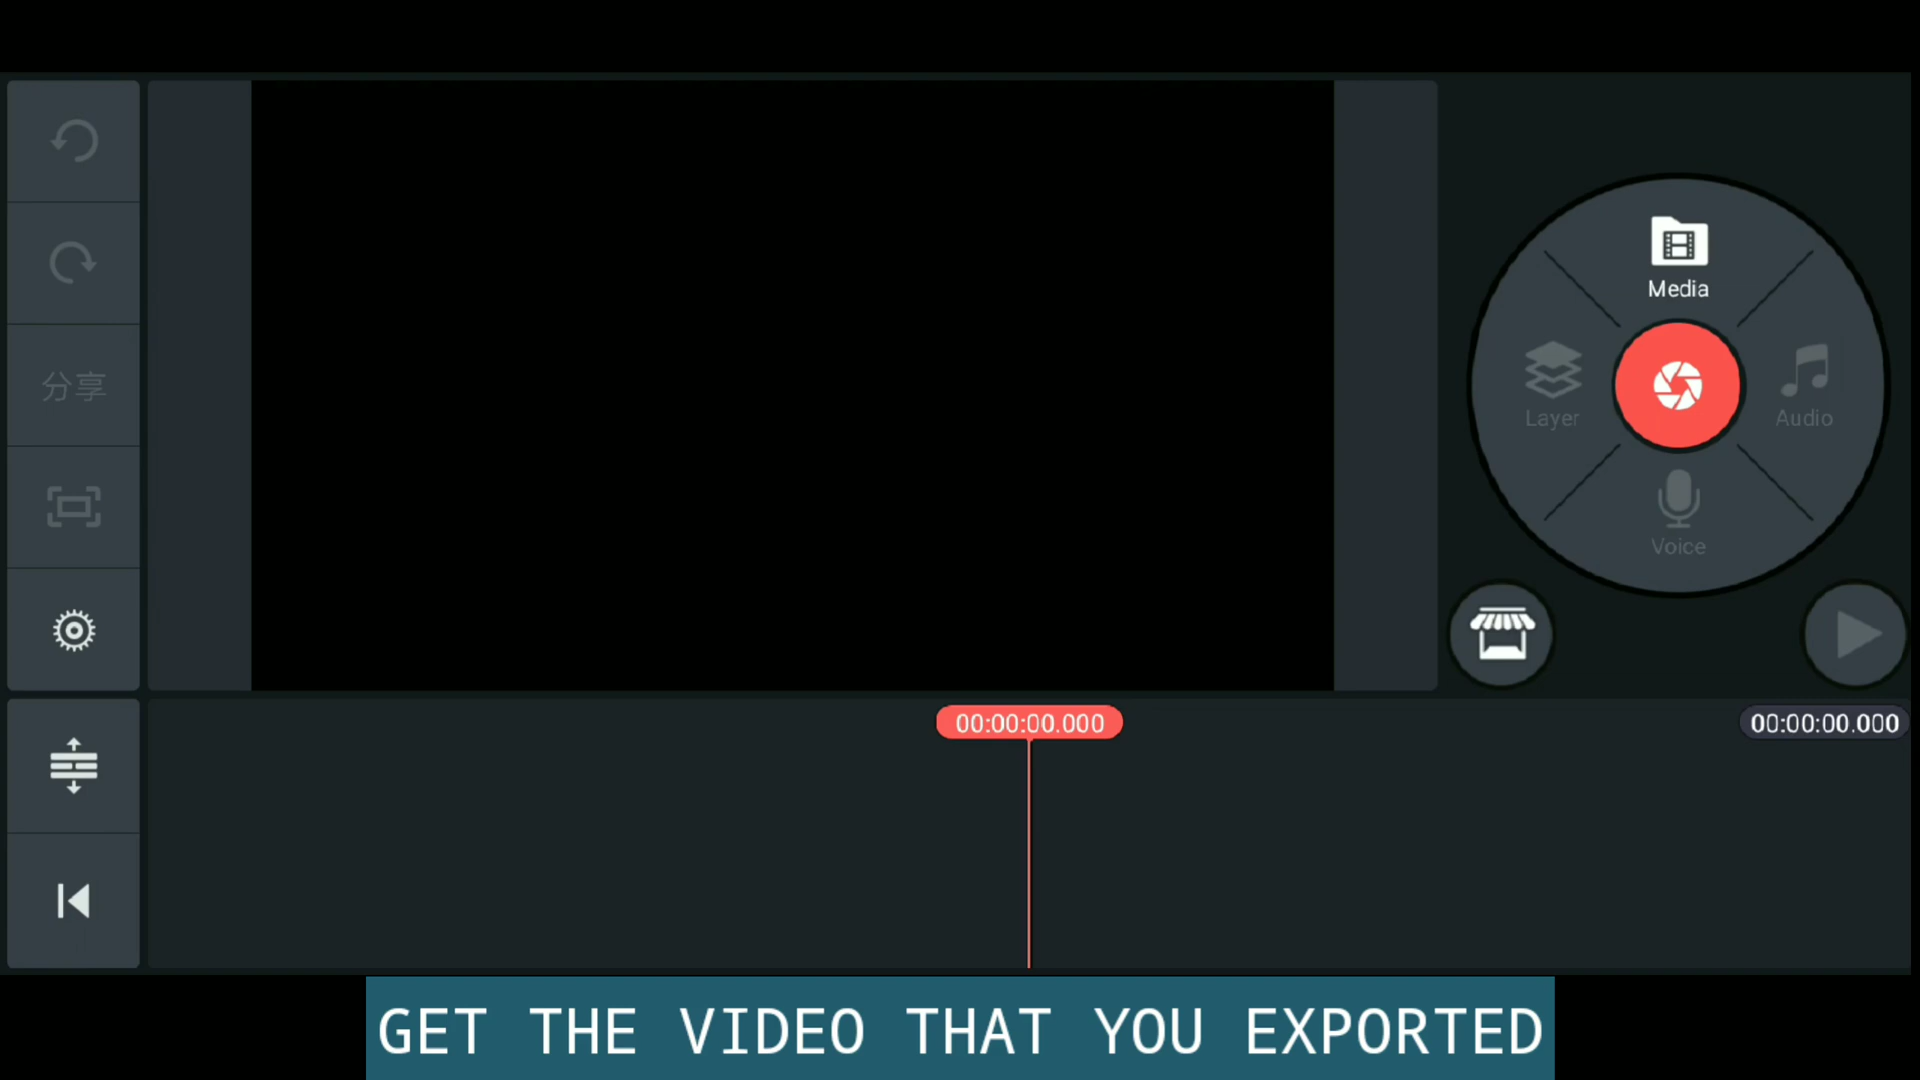 Media
分享
Layer
Audio
Voice
00:00:00.000
00:00:00.000
GET THE VIDEO THAT YOU EXPORTED